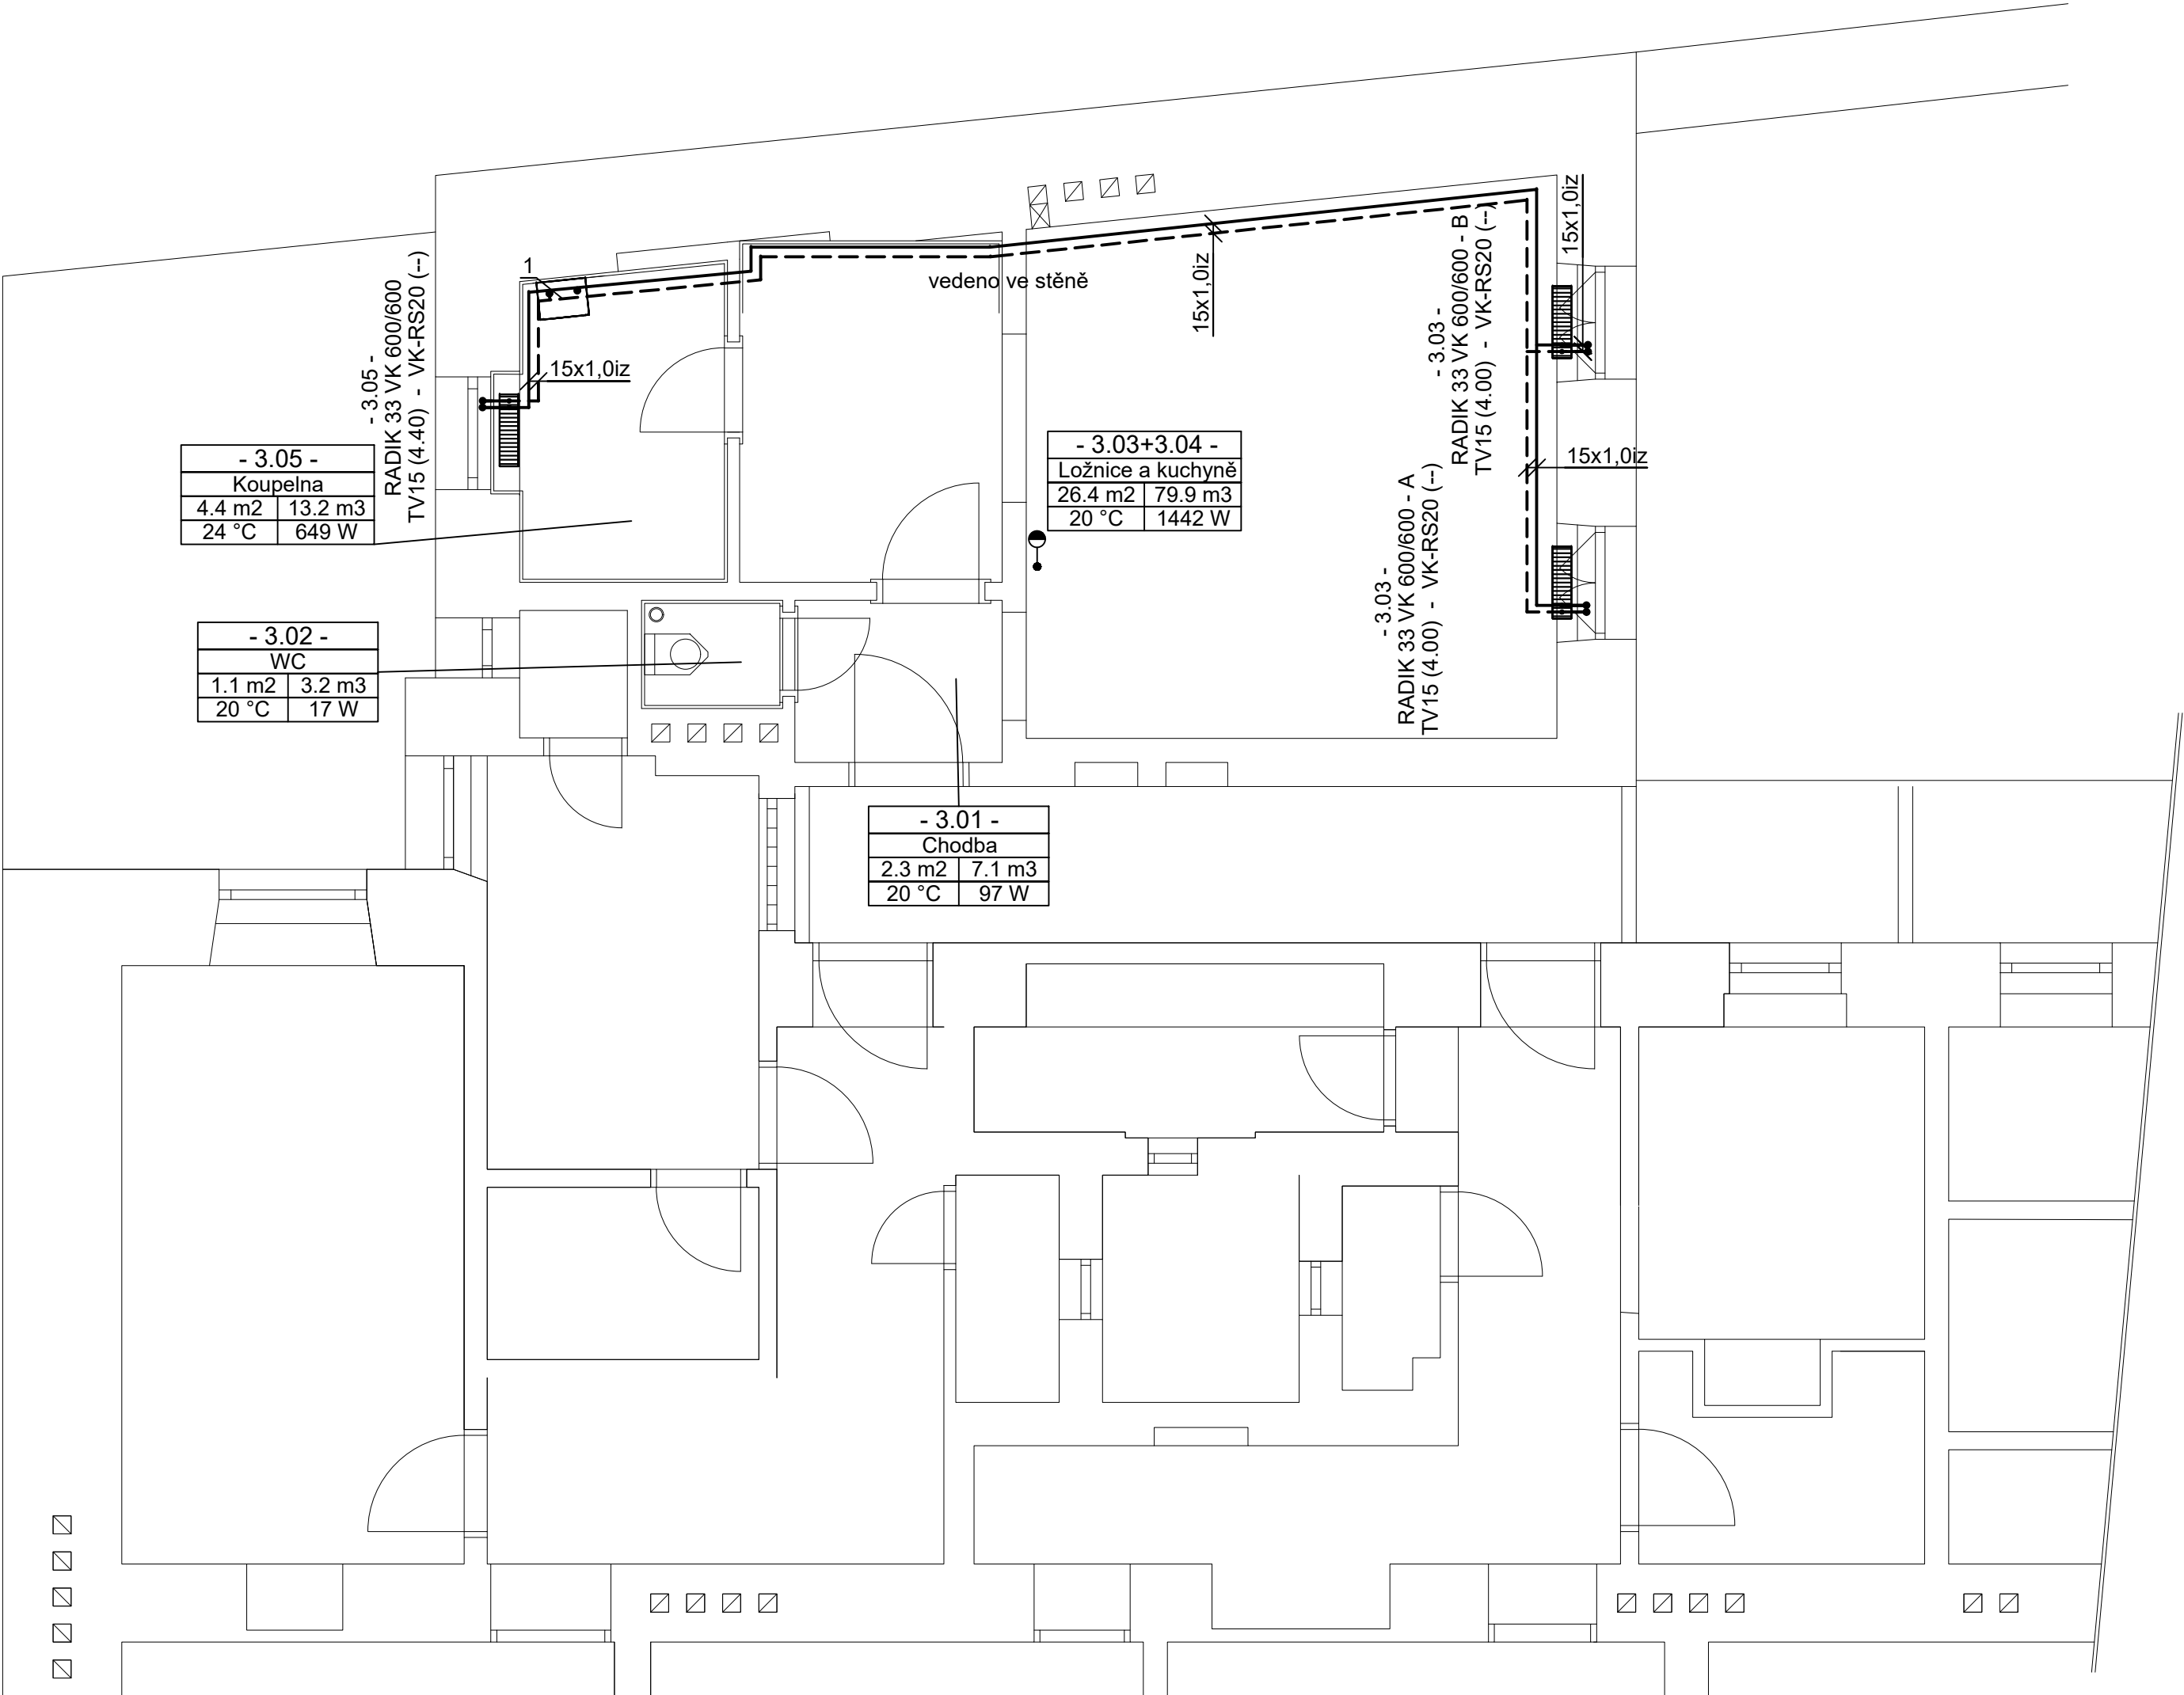 1
- 3.05 -
RADIK 33 VK 600/600
TV15 (4.40) - VK-RS20 (--)
15x1,0iz
vedeno ve stěně
15x1,0iz
- 3.03 -
RADIK 33 VK 600/600 - B
TV15 (4.00) - VK-RS20 (--)
15x1,0iz
15x1,0iz
- 3.03 -
RADIK 33 VK 600/600 - A
TV15 (4.00) - VK-RS20 (--)
- 3.05 -
Koupelna
4.4 m2 13.2 m3
24 °C 649 W
- 3.03+3.04 -
Ložnice a kuchyně
26.4 m2 79.9 m3
20 °C 1442 W
- 3.02 -
WC
1.1 m2 3.2 m3
20 °C 17 W
- 3.01 -
Chodba
2.3 m2 7.1 m3
20 °C 97 W